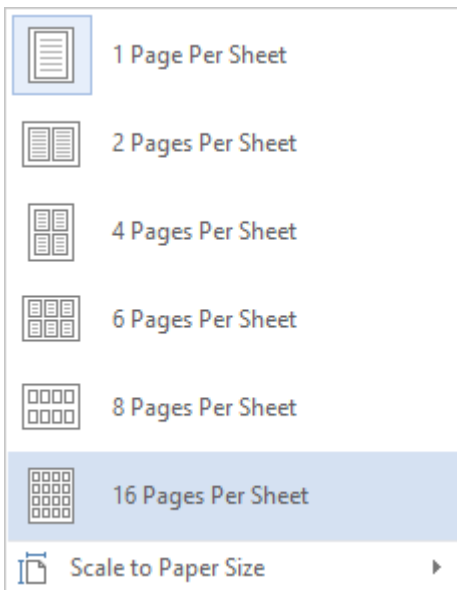 1 Page Per Sheet
2 Pages Per Sheet
4 Pages Per Sheet
6 Pages Per Sheet
8 Pages Per Sheet
16 Pages Per Sheet
Scale to Paper Size